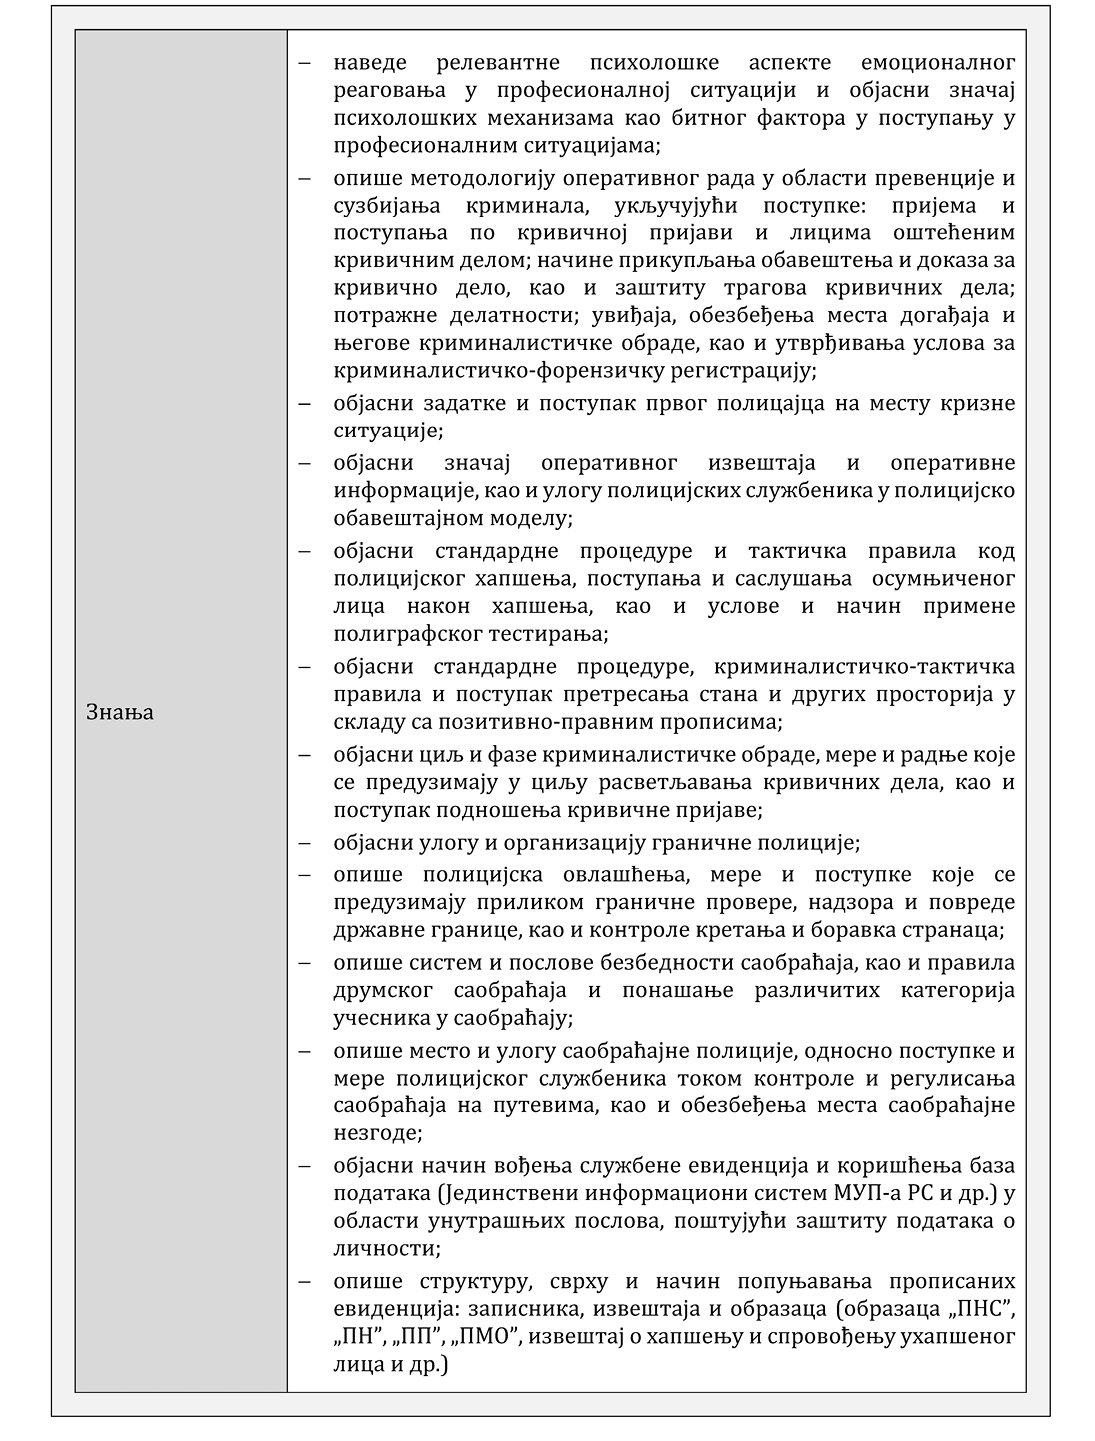 Знања
– наведе релевантне психолошке аспекте емоционалног
реаговања у професионалној ситуацији и објасни значај
психолошких механизама као битног фактора у поступању у
професионалним ситуацијама;
– опише методологију оперативног рада у области превенције и
сузбијања криминала, укључујући поступке: пријема и
поступања по кривичној пријави и лицима оштећеним
кривичним делом; начине прикупљања обавештења и доказа за
кривично дело, као и заштиту трагова кривичних дела;
потражне делатности; увиђаја, обезбеђења места догађаја и
његове криминалистичке обраде, као и утврђивања услова за
криминалистичко-форензичку регистрацију;
– објасни задатке и поступак првог полицајца на месту кризне
ситуације;
– објасни значај оперативног извештаја и оперативне
информације, као и улогу полицијских службеника у полицијско
обавештајном моделу;
– објасни стандардне процедуре и тактичка правила код
полицијског хапшења, поступања и саслушања осумњиченог
лица након хапшења, као и услове и начин примене
полиграфског тестирања;
– објасни стандардне процедуре, криминалистичко-тактичка
правила и поступак претресања стана и других просторија у
складу са позитивно-правним прописима;
– објасни циљ и фазе криминалистичке обраде, мере и радње које
се предузимају у циљу расветљавања кривичних дела, као и
поступак подношења кривичне пријаве;
– објасни улогу и организацију граничне полиције;
– опише полицијска овлашћења, мере и поступке које се
предузимају приликом граничне провере, надзора и повреде
државне границе, као и контроле кретања и боравка странаца;
– опише систем и послове безбедности саобраћаја, као и правила
друмског саобраћаја и понашање различитих категорија
учесника у саобраћају;
– опише место и улогу саобраћајне полиције, односно поступке и
мере полицијског службеника током контроле и регулисања
саобраћаја на путевима, као и обезбеђења места саобраћајне
незгоде;
– објасни начин вођења службене евиденција и коришћења база
података (Јединствени информациони систем МУП-а РС и др.) у
области унутрашњих послова, поштујући заштиту података о
личности;
– опише структуру, сврху и начин попуњавања прописаних
евиденција: записника, извештаја и образаца (образаца „ПНС”,
„ПН”, „ПП”, „ПМО”, извештај о хапшењу и спровођењу ухапшеног
лица и др.)